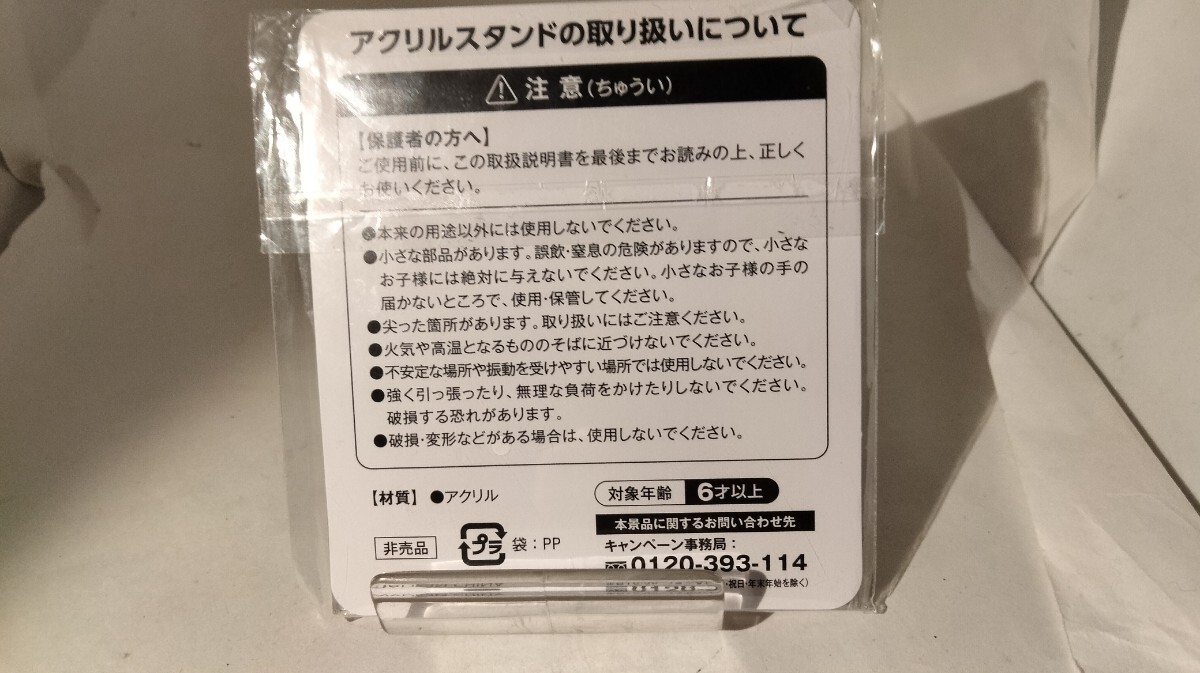 アクリルスタンドの取り扱いについて
注意(ちゅうい)
【保護者の方へ】
ご使用前に、この取扱説明書を最後までお読みの上、正しく
お使いください。
●本来の用途以外には使用しないでください。
●小さな部品があります。誤飲・窒息の危険がありますので、小さな
お子様には絶対に与えないでください。小さなお子様の手の
届かないところで、使用・保管してください。
●尖った箇所があります。取り扱いにはご注意ください。
●火気や高温となるもののそばに近づけないでください。
●不安定な場所や振動を受けやすい場所では使用しないでください。
●強く引っ張ったり、無理な負荷をかけたりしないでください。
破損する恐れがあります。
●破損・変形などがある場合は、使用しないでください。
【材質】 ●アクリル
対象年齢 6才以上
本景品に関するお問い合わせ先
非売品 プラ 袋:PP
キャンペーン事務局:
0120-393-114
・祝日・年末年始を除く)